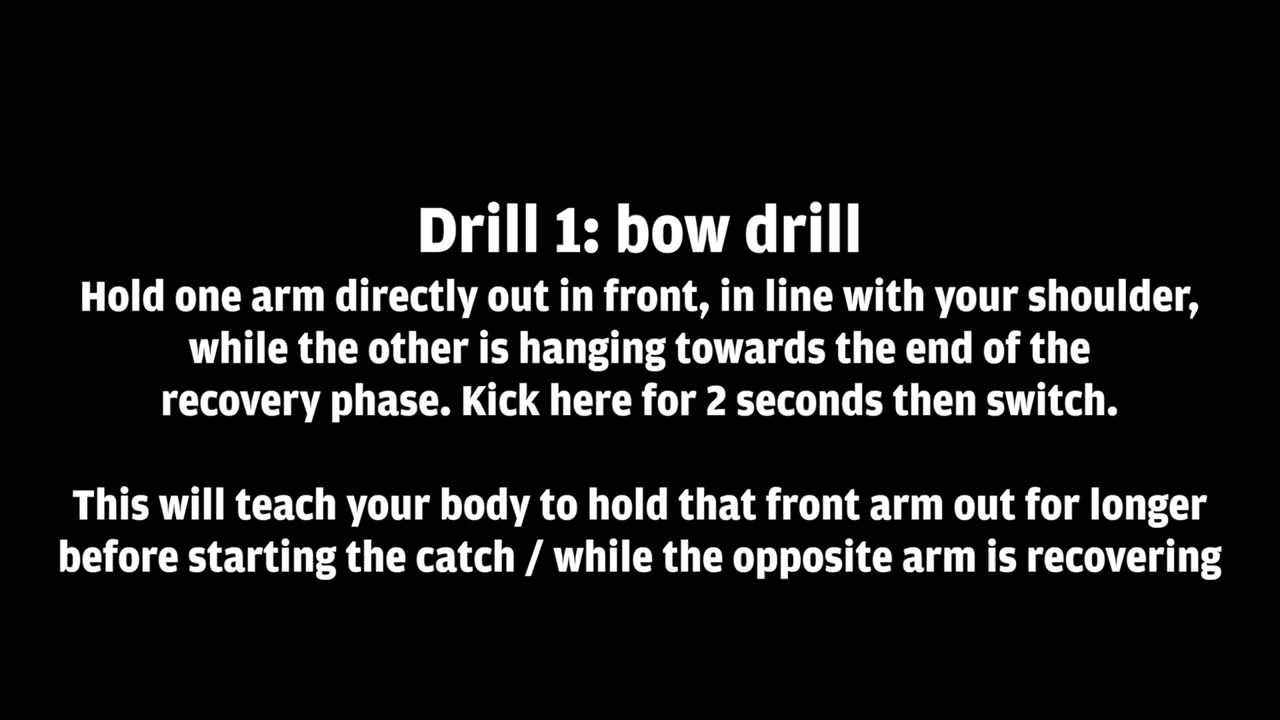 Drill 1: bow drill
Hold one arm directly out in front, in line with your shoulder,
while the other is hanging towards the end of the
recovery phase. Kick here for 2 seconds then switch.
This will teach your body to hold that front arm out for longer
before starting the catch / while the opposite arm is recovering